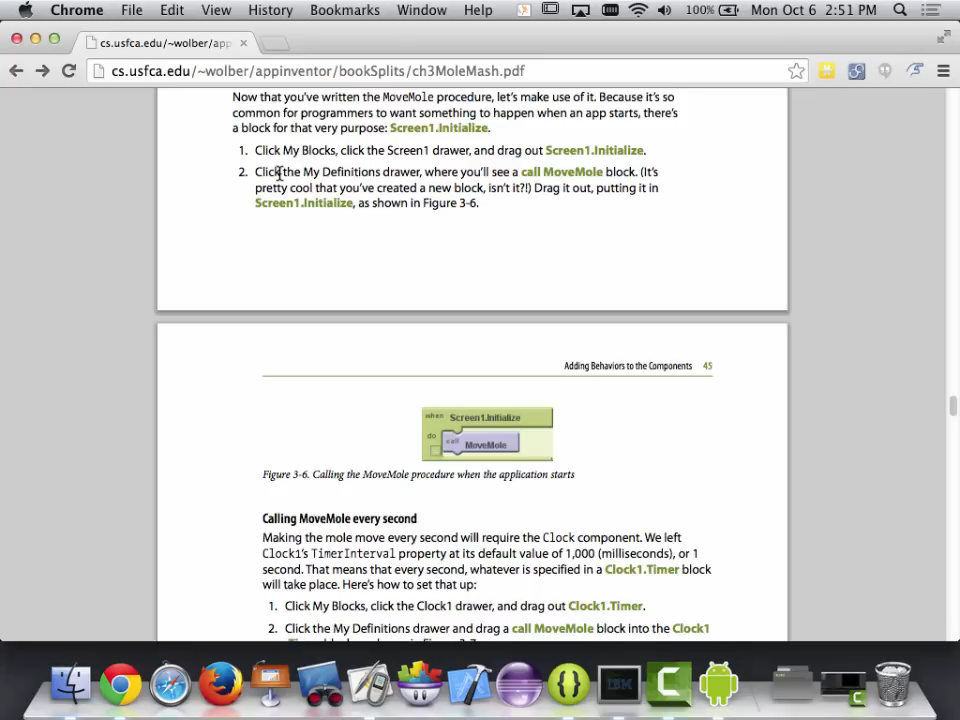 Chrome File Edit View History Bookmarks Window Help 100% Mon Oct 6 2:51 PM
cs.usfca.edu/~wolber/app
cs.usfca.edu/~wolber/appinventor/bookSplits/ch3MoleMash.pdf
Now that you've written the MoveMole procedure, let's make use of it. Because it's so
common for programmers to want something to happen when an app starts, there's
a block for that very purpose: Screen1.Initialize.
1. Click My Blocks, click the Screen1 drawer, and drag out Screen1.Initialize.
2. Click the My Definitions drawer, where you'll see a call MoveMole block. (It's
pretty cool that you've created a new block, isn't it?!) Drag it out, putting it in
Screen1.Initialize, as shown in Figure 3-6.
Adding Behaviors to the Components 45
when Screen1.Initialize
do call MoveMole
Figure 3-6. Calling the MoveMole procedure when the application starts
Calling MoveMole every second
Making the mole move every second will require the Clock component. We left
Clock1's TimerInterval property at its default value of 1,000 (milliseconds), or 1
second. That means that every second, whatever is specified in a Clock1.Timer block
will take place. Here's how to set that up:
1. Click My Blocks, click the Clock1 drawer, and drag out Clock1.Timer.
2. Click the My Definitions drawer and drag a call MoveMole block into the Clock1
IBM